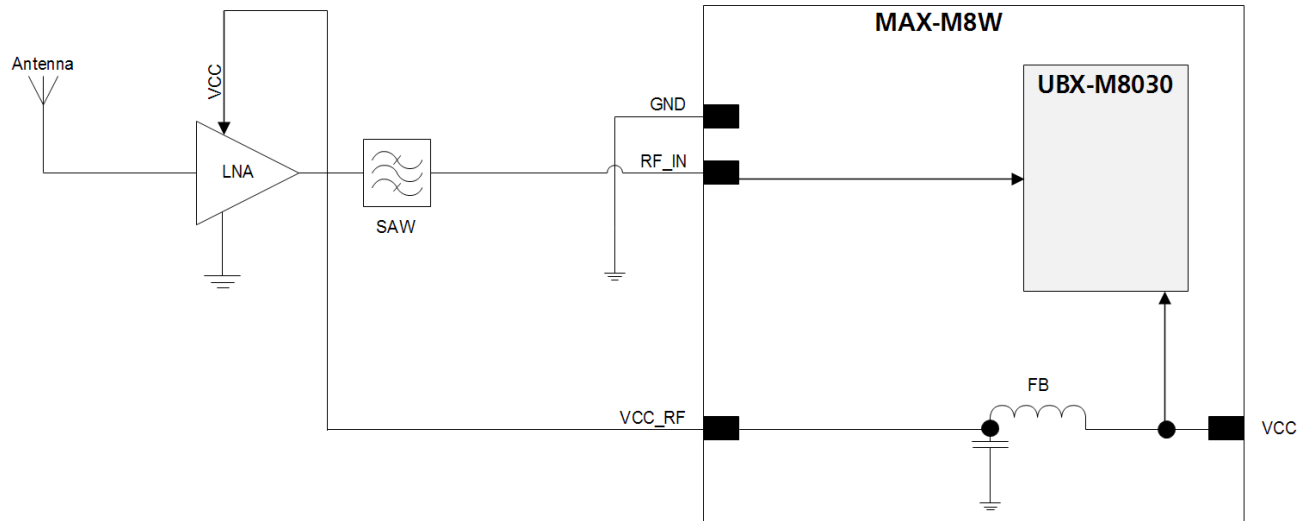 MAX-M8W
Antenna
VCC
UBX-M8030
GND
RF_IN
LNA
SAW
FB
VCC_RF
VCC